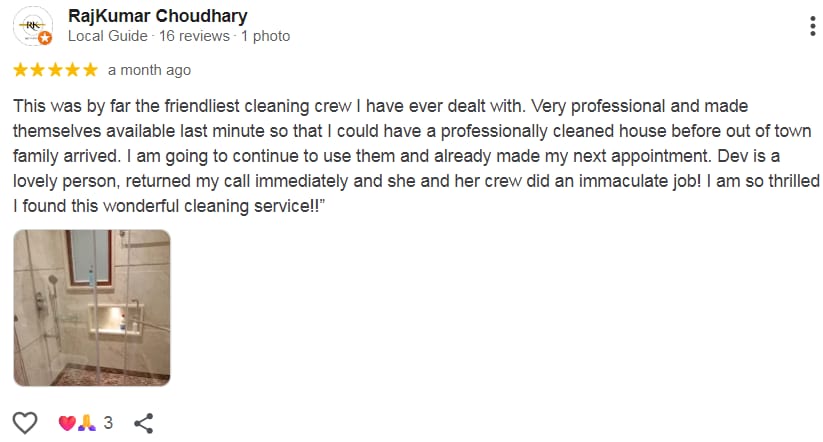 RK
RajKumar Choudhary
Local Guide · 16 reviews · 1 photo
a month ago
This was by far the friendliest cleaning crew I have ever dealt with. Very professional and made
themselves available last minute so that I could have a professionally cleaned house before out of town
family arrived. I am going to continue to use them and already made my next appointment. Dev is a
lovely person, returned my call immediately and she and her crew did an immaculate job! I am so thrilled
I found this wonderful cleaning service!!”
3